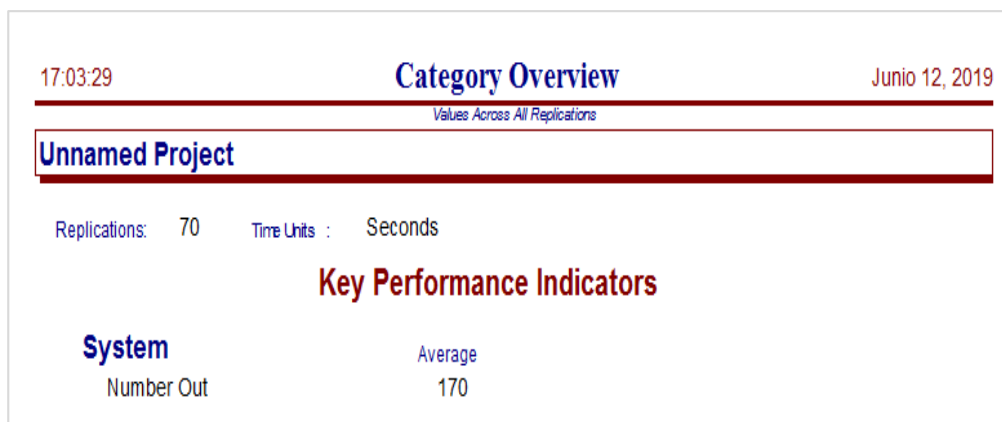 17:03:29 Category Overview Junio 12, 2019
Values Across All Replications
Unnamed Project
Replications: 70 Time Units : Seconds
Key Performance Indicators
System Average
Number Out 170